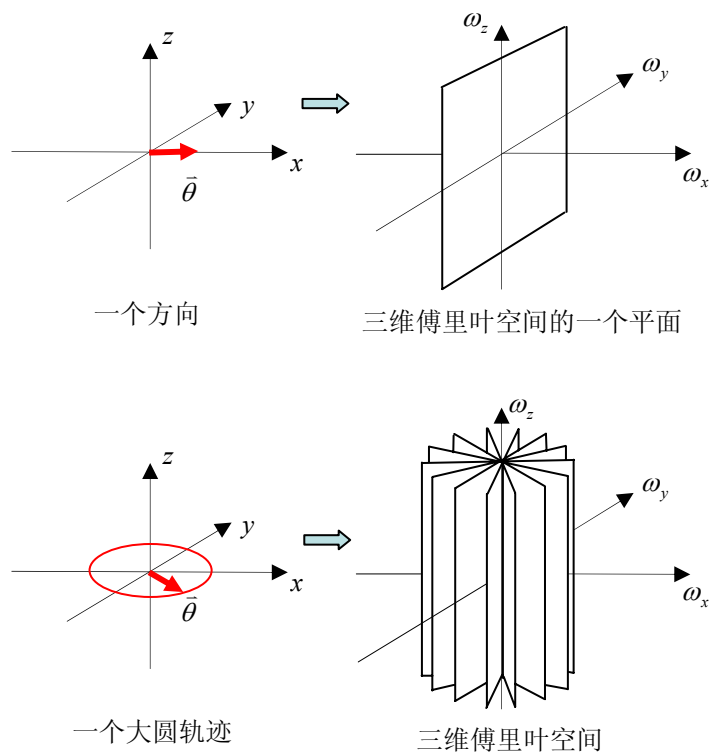 z
y
x
θ⃗
一个方向
ω_z
ω_y
ω_x
三维傅里叶空间的一个平面
z
y
x
θ⃗
一个大圆轨迹
ω_z
ω_y
ω_x
三维傅里叶空间